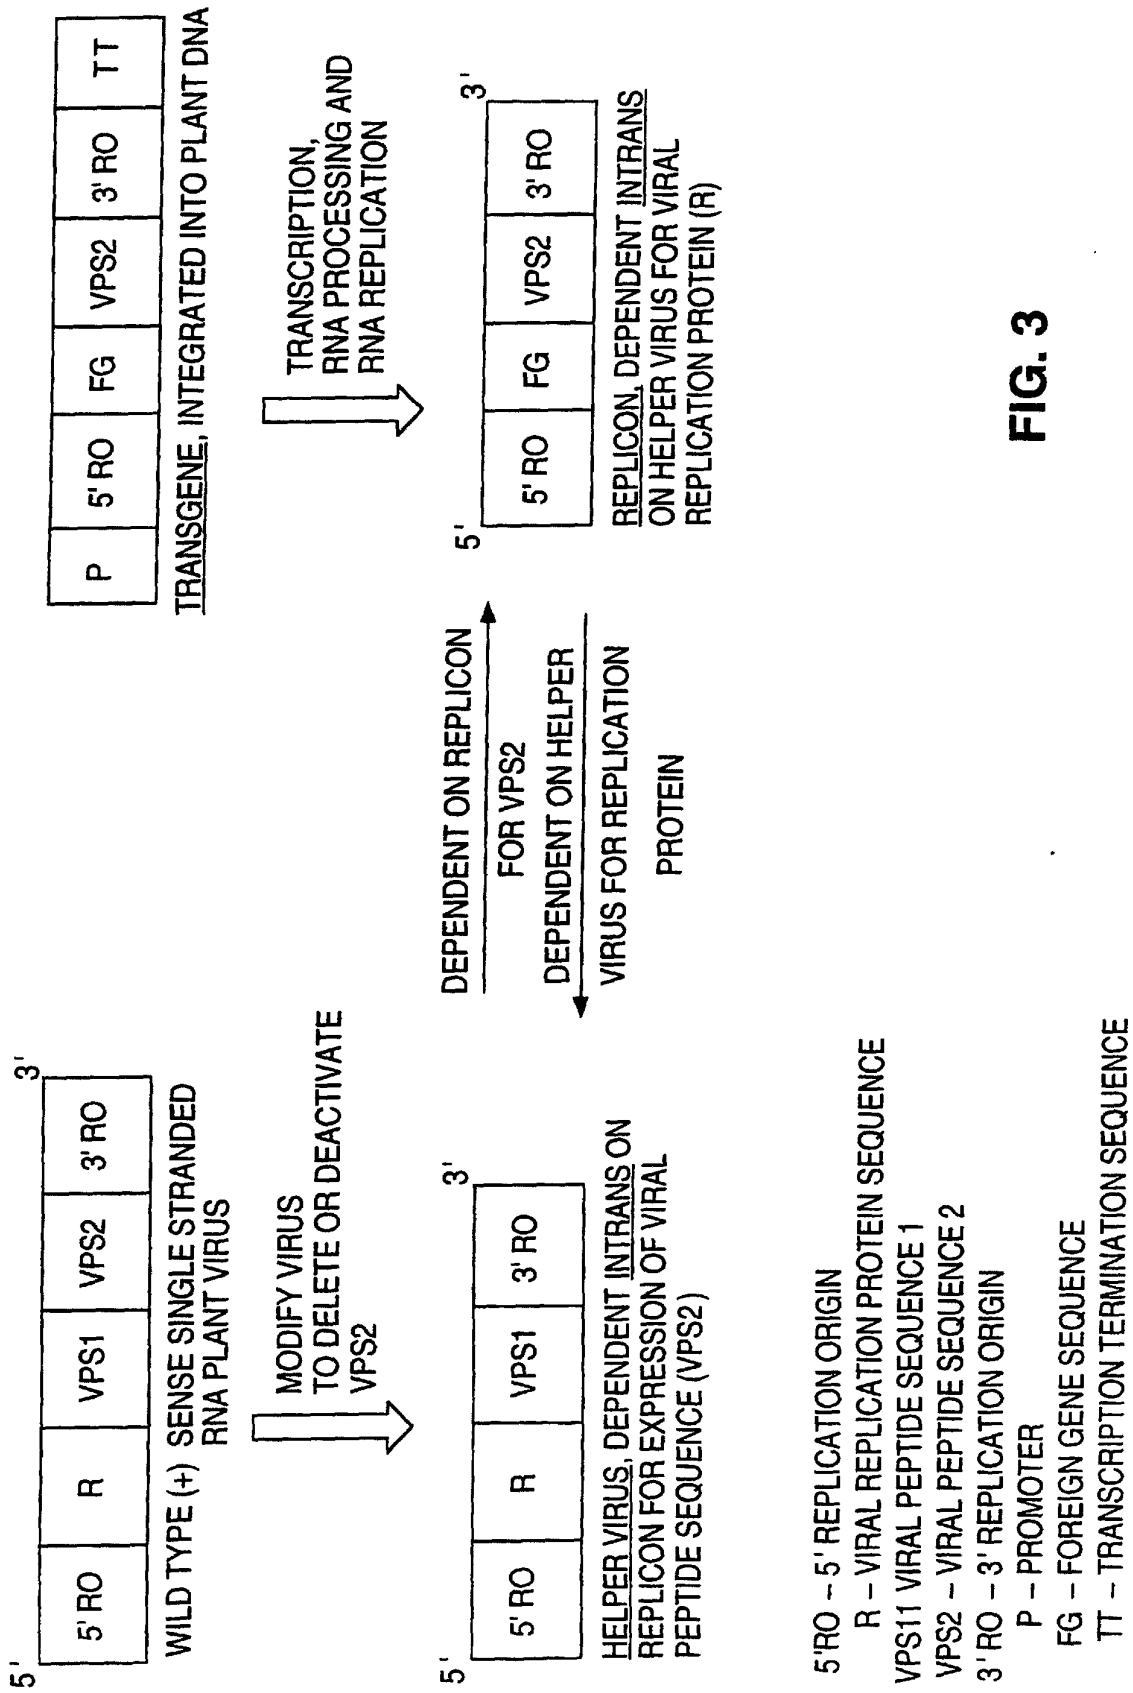 5' 3'
5' RO R VPS1 VPS2 3' RO
WILD TYPE (+) SENSE SINGLE STRANDED
RNA PLANT VIRUS
MODIFY VIRUS
TO DELETE OR DEACTIVATE
VPS2
5' 3'
5' RO R VPS1 3' RO
HELPER VIRUS, DEPENDENT INTRANS ON
REPLICON FOR EXPRESSION OF VIRAL
PEPTIDE SEQUENCE (VPS2)
DEPENDENT ON REPLICON
FOR VPS2
DEPENDENT ON HELPER
VIRUS FOR REPLICATION
PROTEIN
P 5' RO FG VPS2 3' RO TT
TRANSGENE, INTEGRATED INTO PLANT DNA
TRANSCRIPTION,
RNA PROCESSING AND
RNA REPLICATION
5' 3'
5' RO FG VPS2 3' RO
REPLICON, DEPENDENT INTRANS
ON HELPER VIRUS FOR VIRAL
REPLICATION PROTEIN (R)
5'RO – 5' REPLICATION ORIGIN
R – VIRAL REPLICATION PROTEIN SEQUENCE
VPS11 VIRAL PEPTIDE SEQUENCE 1
VPS2 – VIRAL PEPTIDE SEQUENCE 2
3' RO – 3' REPLICATION ORIGIN
P – PROMOTER
FG – FOREIGN GENE SEQUENCE
TT – TRANSCRIPTION TERMINATION SEQUENCE
FIG. 3